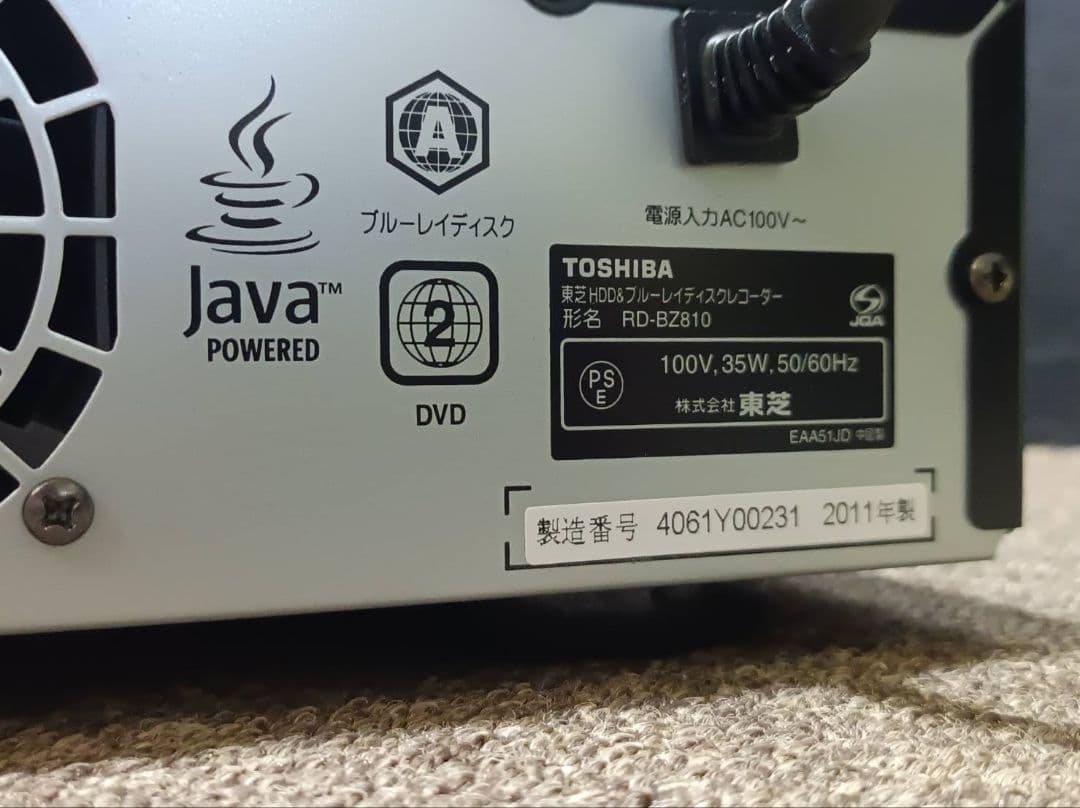 Java™
POWERED
A
ブルーレイディスク
2
DVD
電源入力AC100V～
TOSHIBA
東芝HDD&ブルーレイディスクレコーダー
形名 RD-BZ810
JQA
PS
E
100V,35W,50/60Hz
株式会社 東芝
EAA51JD 中国製
製造番号 4061Y00231 2011年製